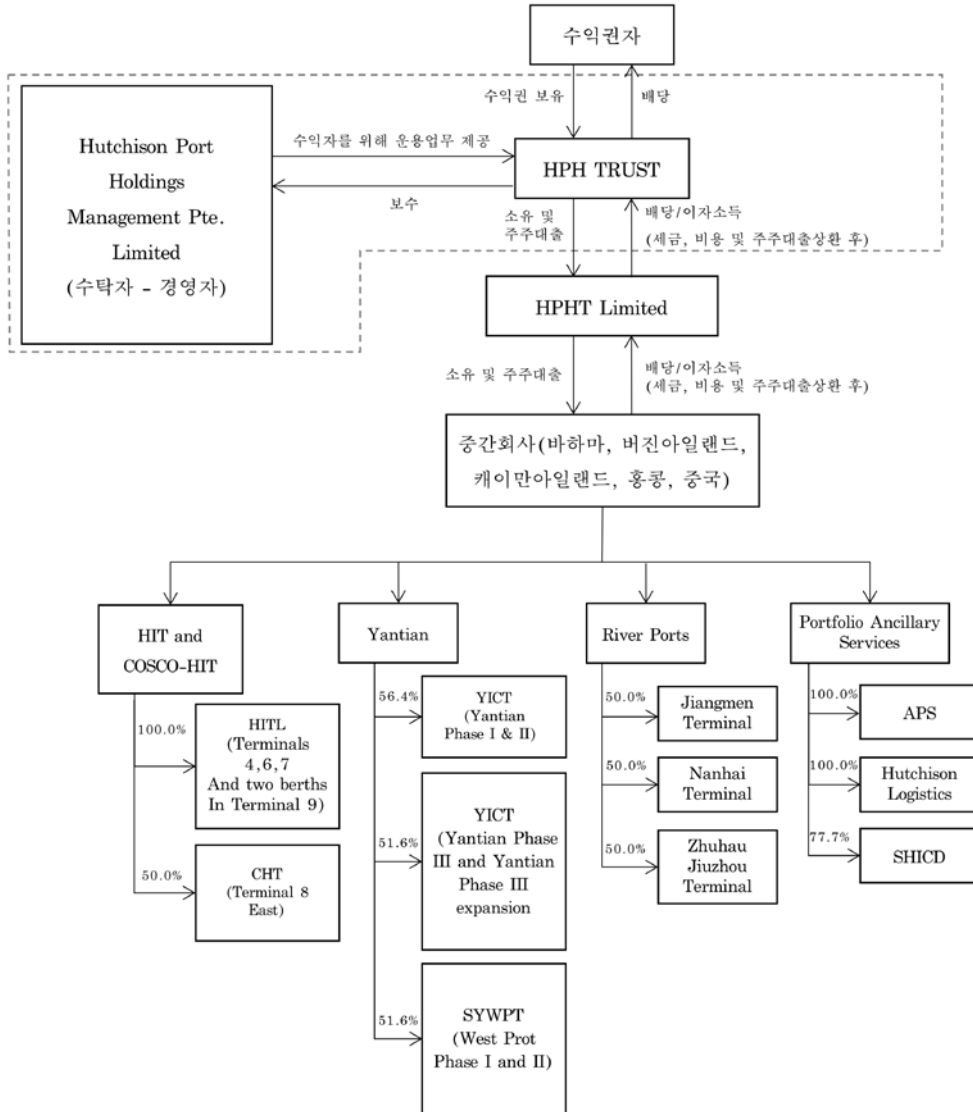 수익권자
수익권 보유
배당
Hutchison Port
Holdings
Management Pte.
Limited
(수탁자 - 경영자)
수익자를 위해 운용업무 제공
보수
HPH TRUST
소유 및
주주대출
배당/이자소득
(세금, 비용 및 주주대출상환 후)
HPHT Limited
소유 및 주주대출
배당/이자소득
(세금, 비용 및 주주대출상환 후)
중간회사(바하마, 버진아일랜드,
캐이만아일랜드, 홍콩, 중국)
HIT and
COSCO-HIT
100.0%
HITL
(Terminals
4,6,7
And two berths
In Terminal 9)
50.0%
CHT
(Terminal 8
East)
Yantian
56.4%
YICT
(Yantian
Phase I & II)
51.6%
YICT
(Yantian Phase
III and Yantian
Phase III
expansion
51.6%
SYWPT
(West Prot
Phase I and II)
River Ports
50.0%
Jiangmen
Terminal
50.0%
Nanhai
Terminal
50.0%
Zhuhau
Jiuzhou
Terminal
Portfolio Ancillary
Services
100.0%
APS
100.0%
Hutchison
Logistics
77.7%
SHICD